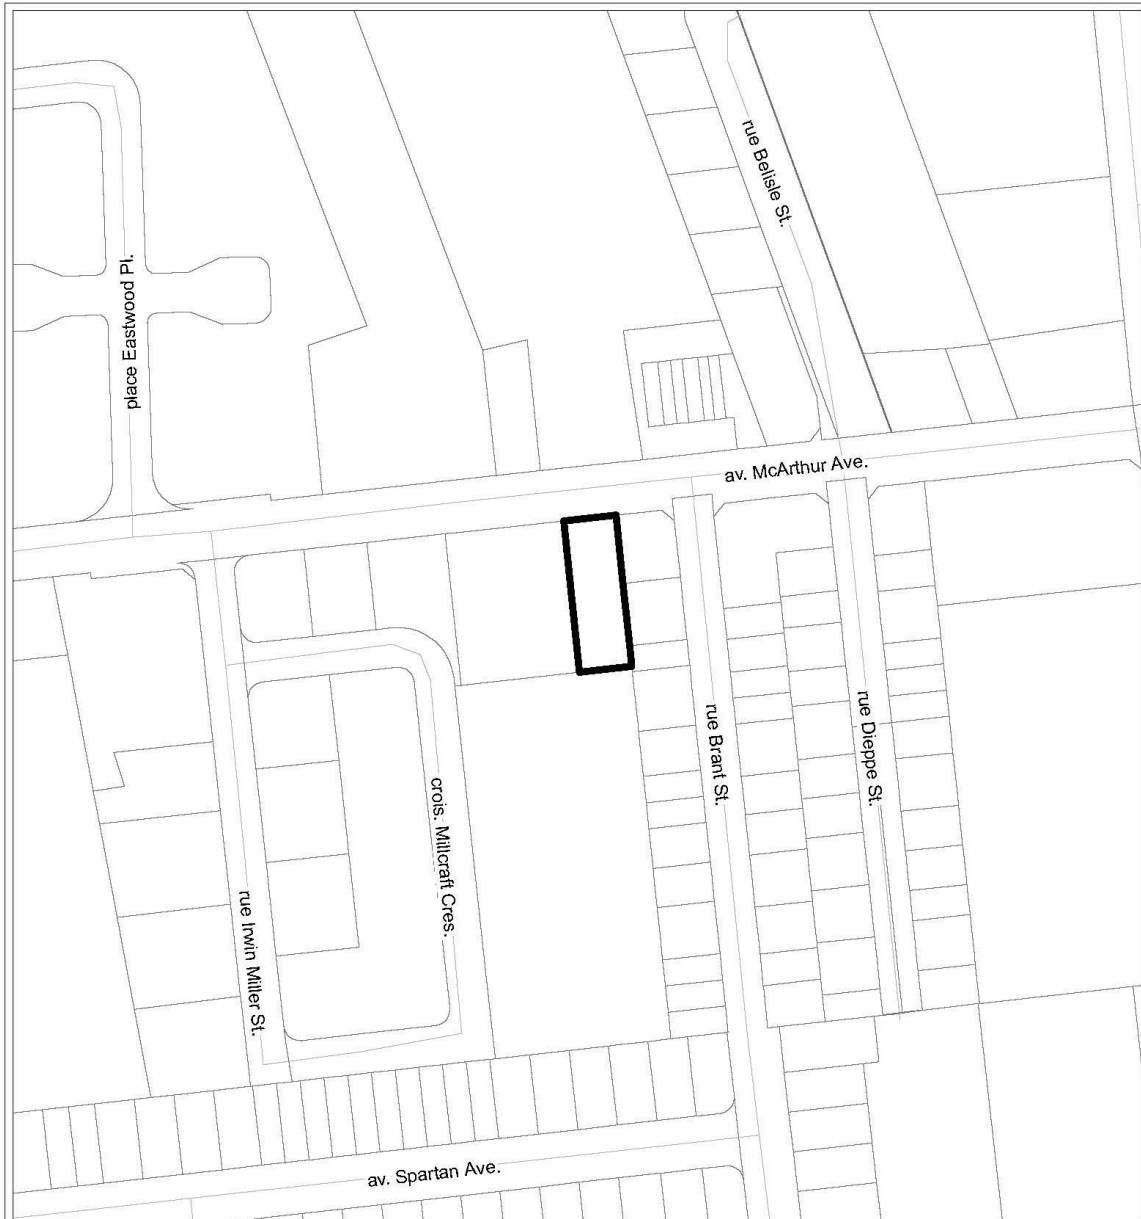 rue Belisle St.
place Eastwood Pl.
av. McArthur Ave.
rue Brant St.
rue Dieppe St.
crois. Millcraft Cres.
rue Irwin Miller St.
av. Spartan Ave.